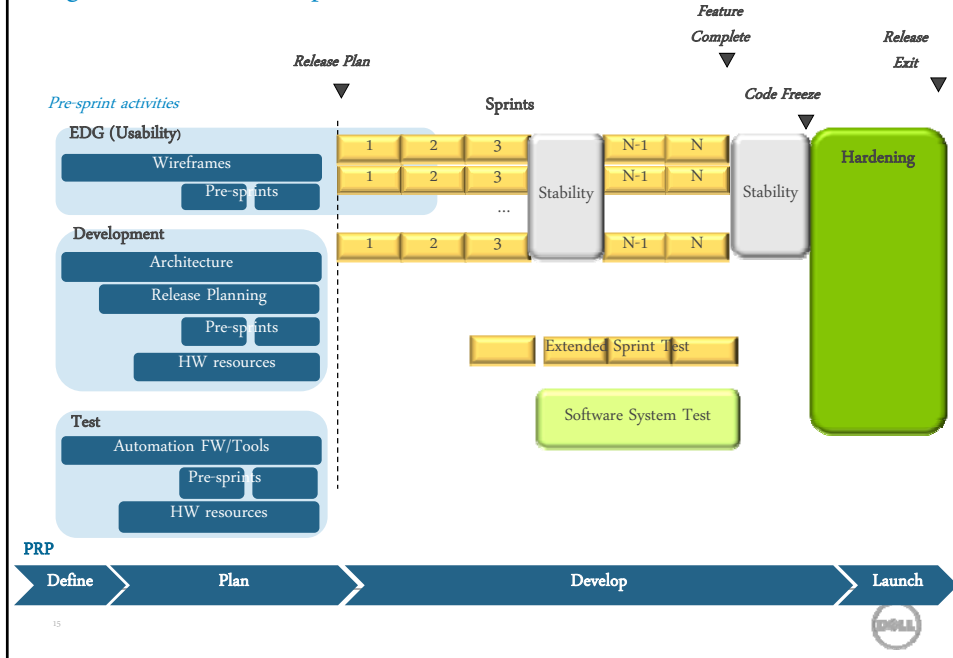 Feature
Complete
Release
Exit
Release Plan
Code Freeze
Pre-sprint activities
Sprints
EDG (Usability)
Wireframes
Pre-sprints
1 2 3 N-1 N
1 2 3 N-1 N
...
1 2 3 N-1 N
Stability
Stability
Hardening
Development
Architecture
Release Planning
Pre-sprints
HW resources
Extended Sprint Test
Software System Test
Test
Automation FW/Tools
Pre-sprints
HW resources
PRP
Define Plan Develop Launch
15
DELL